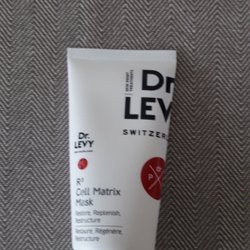 Dr.
LEVY
SWITZER
Dr.
LEVY
R³
Cell Matrix
Mask
Restore, Replenish,
Restructure
Restaure, Régénère,
Restructure